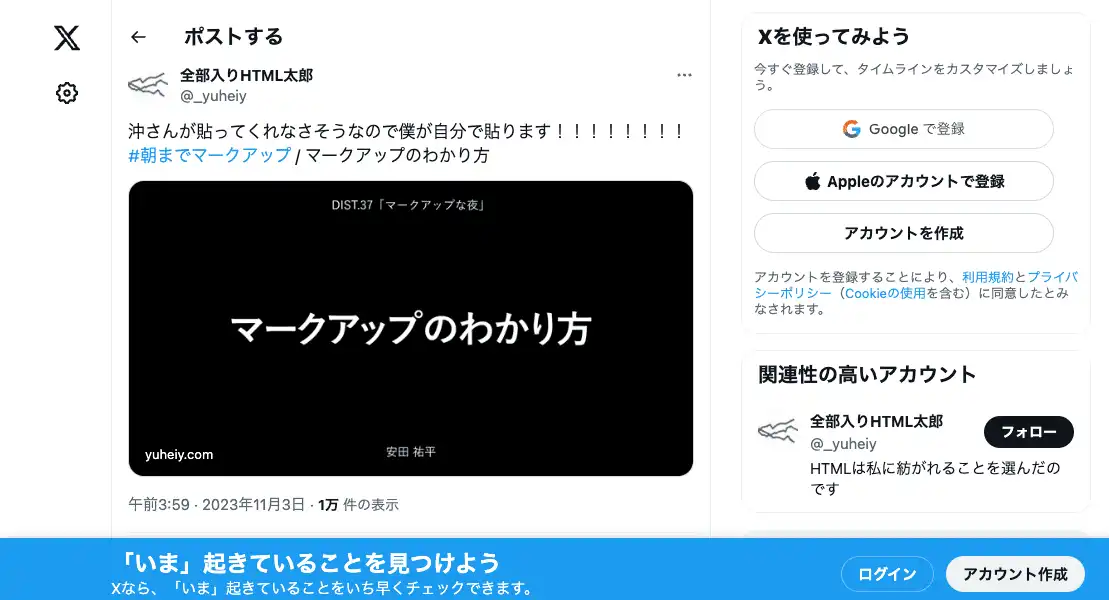 ポストする
全部入りHTML太郎
@_yuheiy
沖さんが貼ってくれなさそうなので僕が自分で貼ります！！！！！！！！
#朝までマークアップ / マークアップのわかり方
DIST.37「マークアップな夜」
マークアップのわかり方
安田 祐平
yuheiy.com
午前3:59 · 2023年11月3日 · 1万 件の表示
Xを使ってみよう
今すぐ登録して、タイムラインをカスタマイズしましょ
う。
Google で登録
Appleのアカウントで登録
アカウントを作成
アカウントを登録することにより、利用規約とプライバ
シーポリシー（Cookieの使用を含む）に同意したとみ
なされます。
関連性の高いアカウント
全部入りHTML太郎
@_yuheiy
フォロー
HTMLは私に紡がれることを選んだの
です
「いま」起きていることを見つけよう
Xなら、「いま」起きていることをいち早くチェックできます。
ログイン
アカウント作成